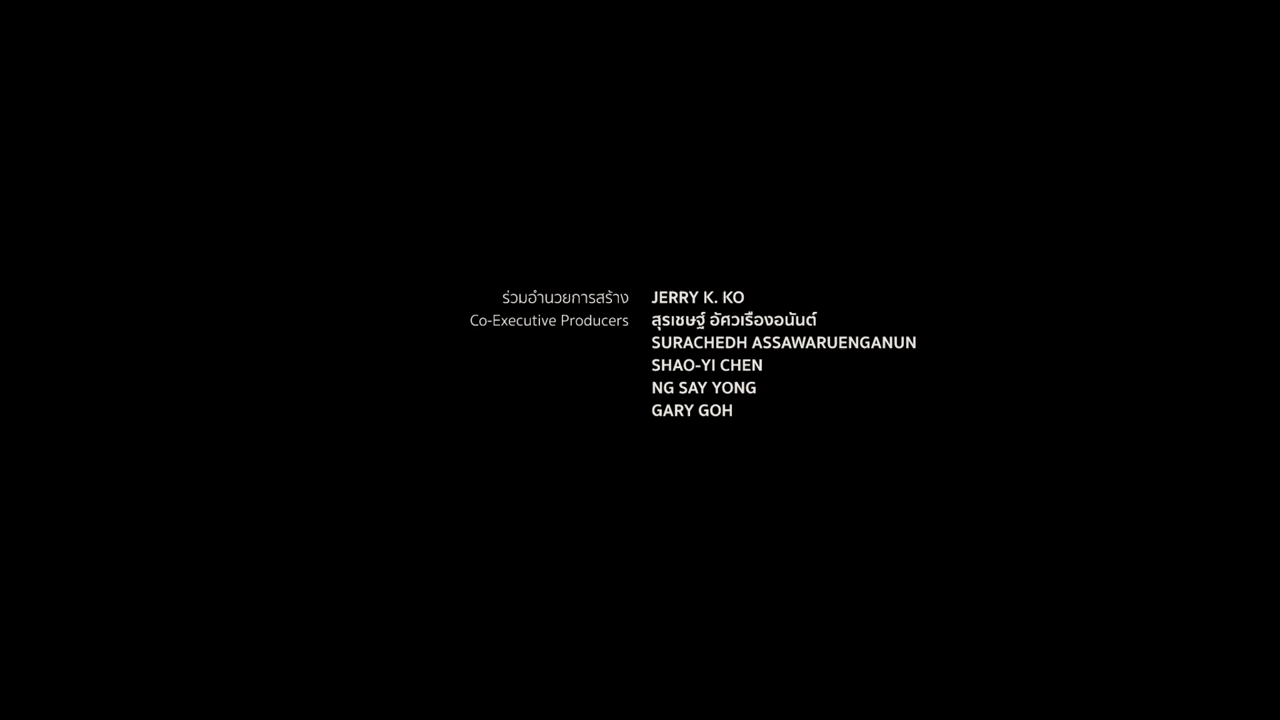 ร่วมอำนวยการสร้าง
Co-Executive Producers
JERRY K. KO
สุรเชษฐ์ อัศวเรืองอนันต์
SURACHEDH ASSAWARUENGANUN
SHAO-YI CHEN
NG SAY YONG
GARY GOH